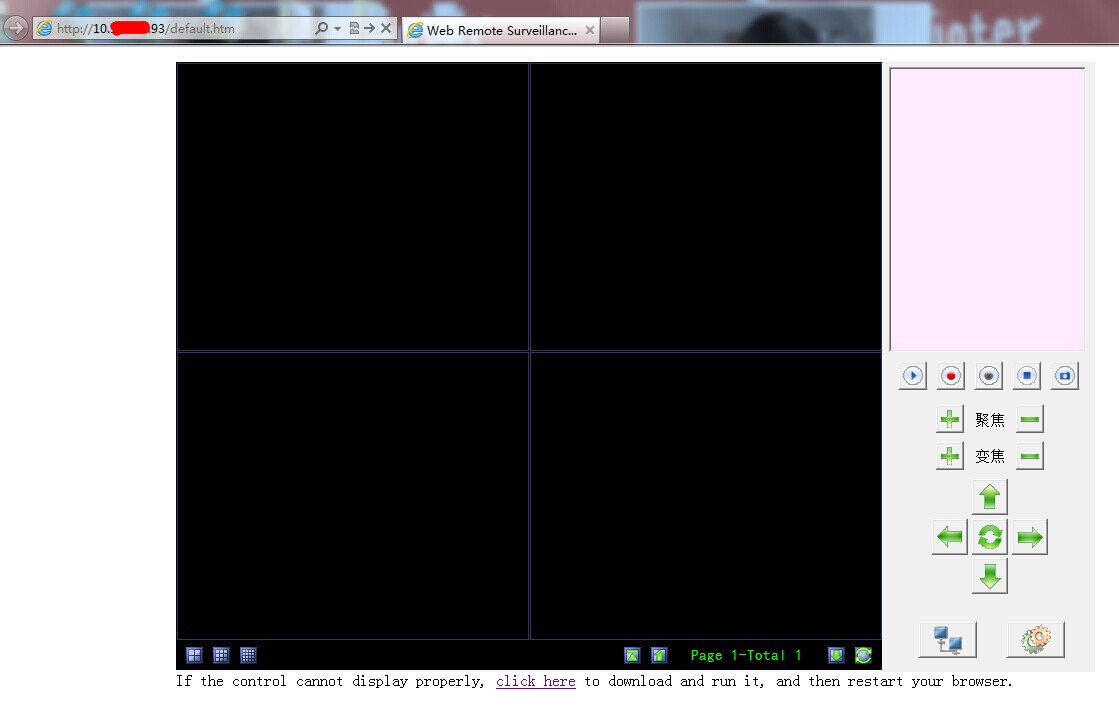 http://10.93/default.htm
Web Remote Surveillanc...
inter
聚焦
变焦
Page 1-Total 1
If the control cannot display properly, click here to download and run it, and then restart your browser.